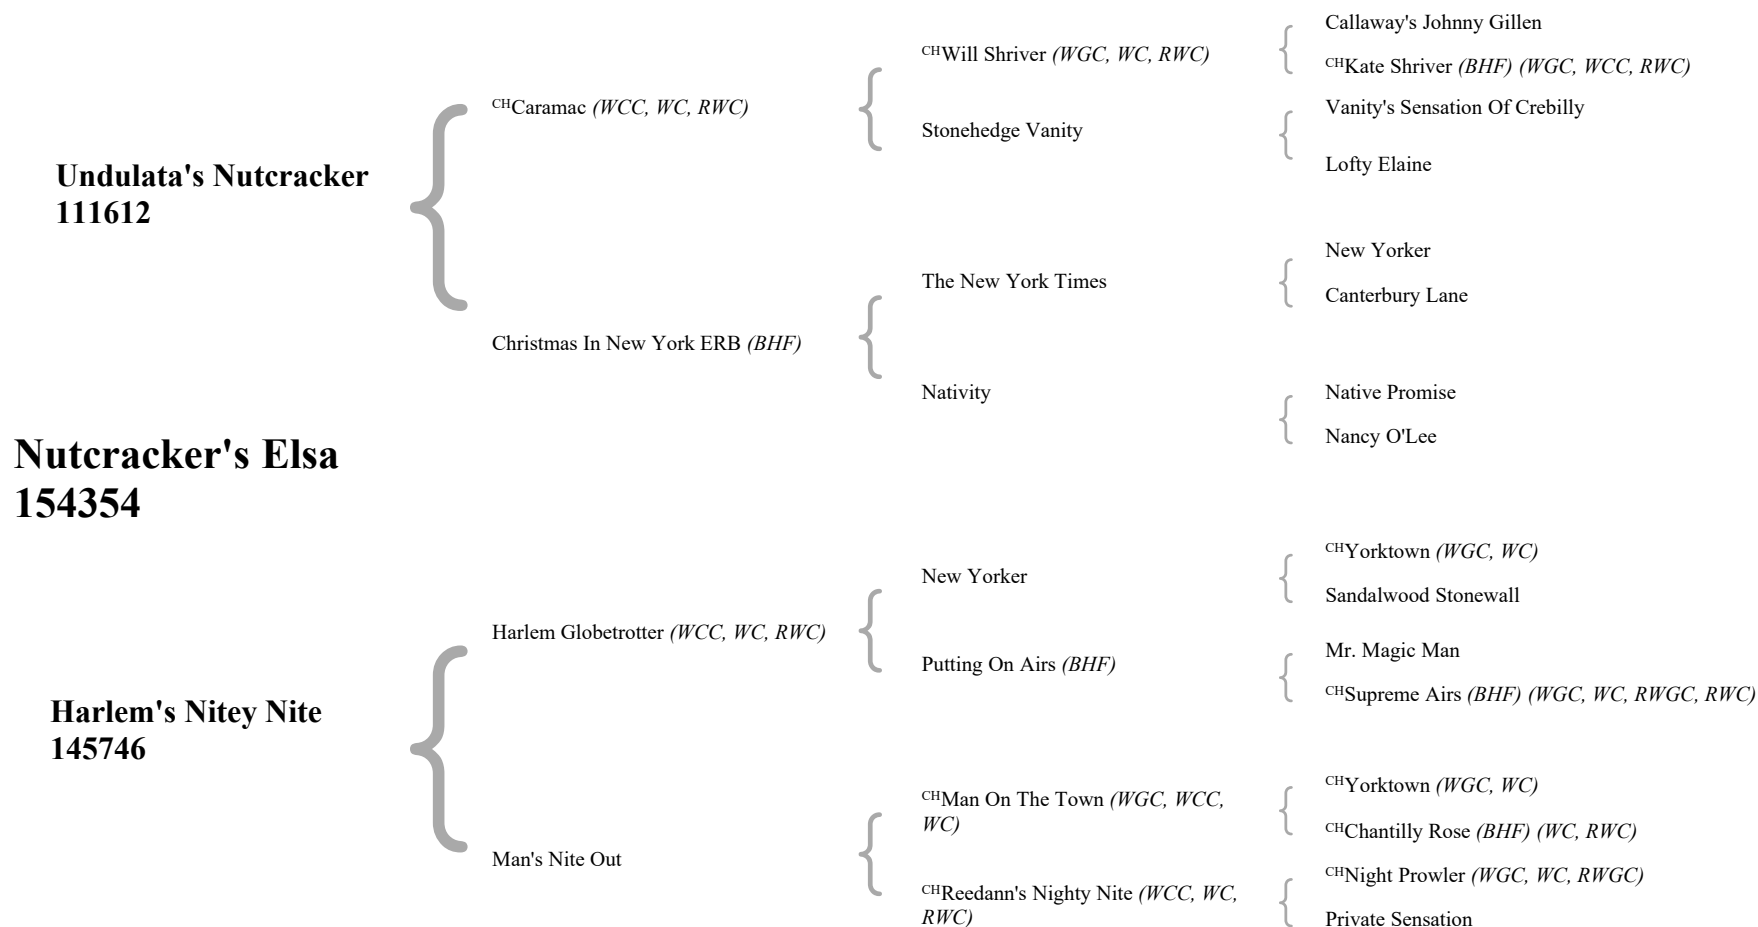 Callaway's Johnny Gillen
CHWill Shriver (WGC, WC, RWC)
CHKate Shriver (BHF) (WGC, WCC, RWC)
CHCaramac (WCC, WC, RWC)
Vanity's Sensation Of Crebilly
Stonehedge Vanity
Lofty Elaine
Undulata's Nutcracker
111612
New Yorker
The New York Times
Canterbury Lane
Christmas In New York ERB (BHF)
Nativity
Native Promise
Nancy O'Lee
Nutcracker's Elsa
154354
CHYorktown (WGC, WC)
New Yorker
Sandalwood Stonewall
Harlem Globetrotter (WCC, WC, RWC)
Mr. Magic Man
Putting On Airs (BHF)
CHSupreme Airs (BHF) (WGC, WC, RWGC, RWC)
Harlem's Nitey Nite
145746
CHYorktown (WGC, WC)
CHMan On The Town (WGC, WCC,
WC)
CHChantilly Rose (BHF) (WC, RWC)
Man's Nite Out
CHNight Prowler (WGC, WC, RWGC)
CHReedann's Nighty Nite (WCC, WC,
RWC)
Private Sensation